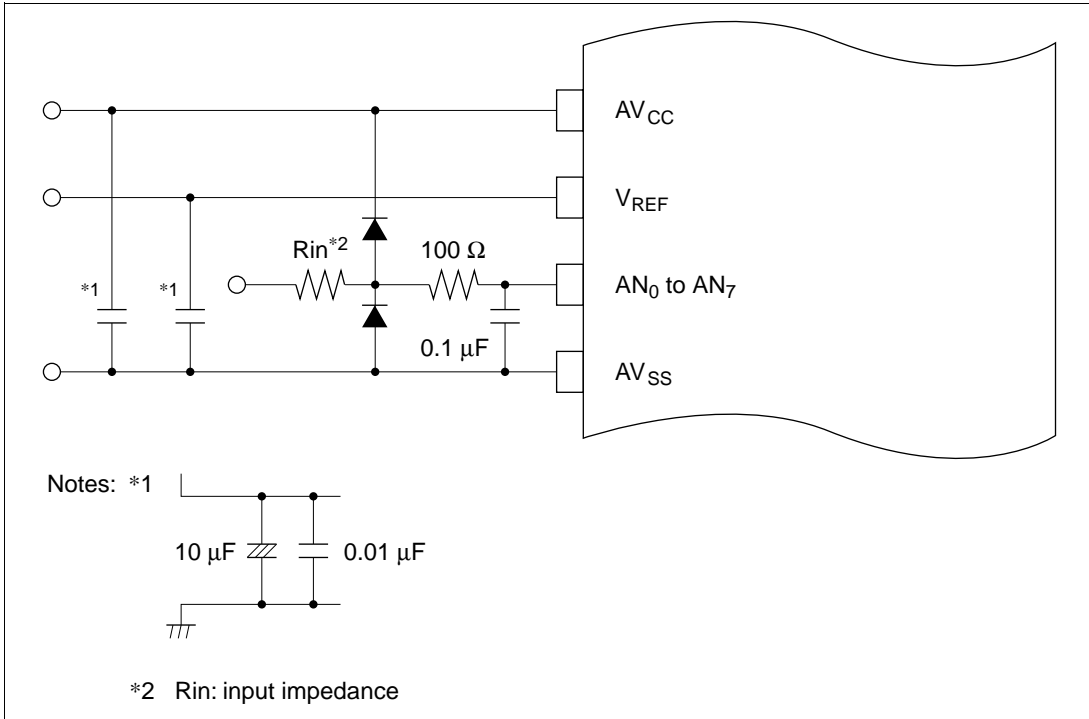 AVCC
VREF
Rin*2
100 Ω
*1
*1
AN0 to AN7
0.1 μF
AVSS
Notes: *1
10 μF
0.01 μF
*2 Rin: input impedance